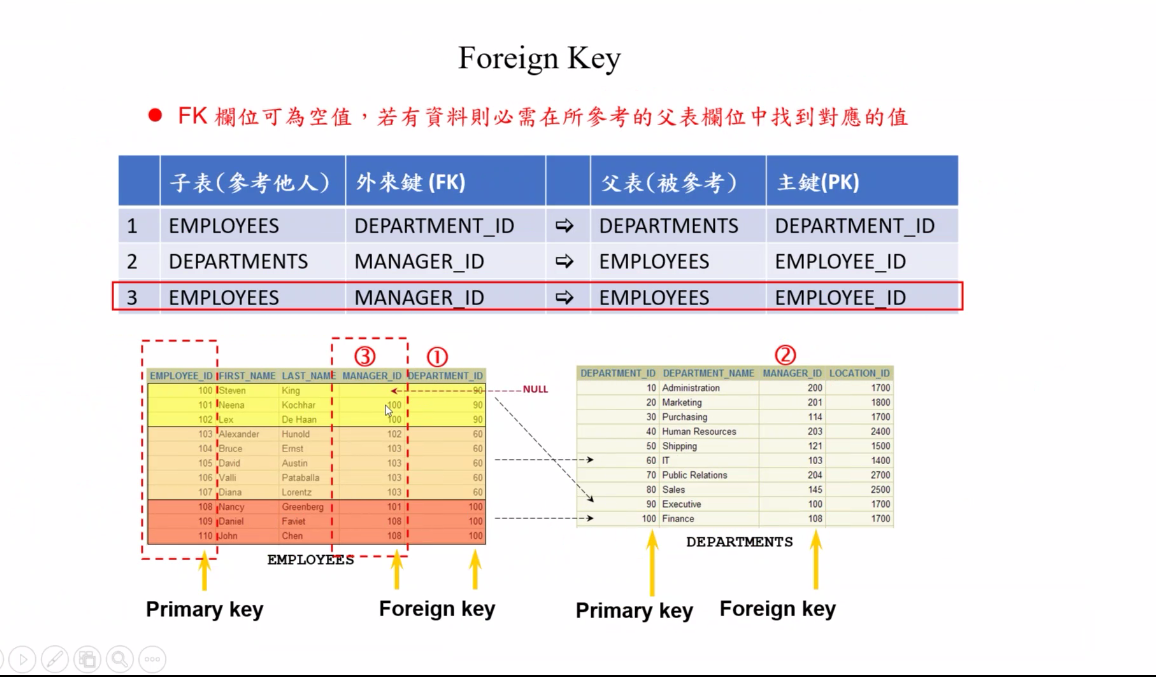 Foreign Key
● FK 欄位可為空值，若有資料則必需在所參考的父表欄位中找到對應的值
子表(參考他人) 外來鍵 (FK) 父表(被參考) 主鍵(PK)
1 EMPLOYEES DEPARTMENT_ID ⇨ DEPARTMENTS DEPARTMENT_ID
2 DEPARTMENTS MANAGER_ID ⇨ EMPLOYEES EMPLOYEE_ID
3 EMPLOYEES MANAGER_ID ⇨ EMPLOYEES EMPLOYEE_ID
③ ①
EMPLOYEE_ID FIRST_NAME LAST_NAME MANAGER_ID DEPARTMENT_ID
100 Steven King 90
101 Neena Kochhar 100 90
102 Lex De Haan 100 90
103 Alexander Hunold 102 60
104 Bruce Ernst 103 60
105 David Austin 103 60
106 Valli Pataballa 103 60
107 Diana Lorentz 103 60
108 Nancy Greenberg 101 100
109 Daniel Faviet 108 100
110 John Chen 108 100
EMPLOYEES
NULL
②
DEPARTMENT_ID DEPARTMENT_NAME MANAGER_ID LOCATION_ID
10 Administration 200 1700
20 Marketing 201 1800
30 Purchasing 114 1700
40 Human Resources 203 2400
50 Shipping 121 1500
60 IT 103 1400
70 Public Relations 204 2700
80 Sales 145 2500
90 Executive 100 1700
100 Finance 108 1700
DEPARTMENTS
Primary key Foreign key Primary key Foreign key